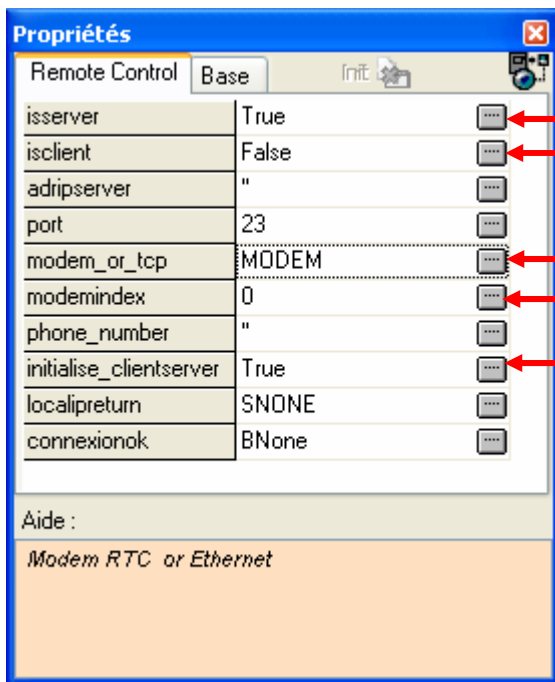 Propriétés
Remote Control Base Init
isserver True
isclient False
adripserver "
port 23
modem_or_tcp MODEM
modemindex 0
phone_number "
initialise_clientserver True
localipreturn SNONE
connexionok BNone
Aide :
Modem RTC or Ethernet